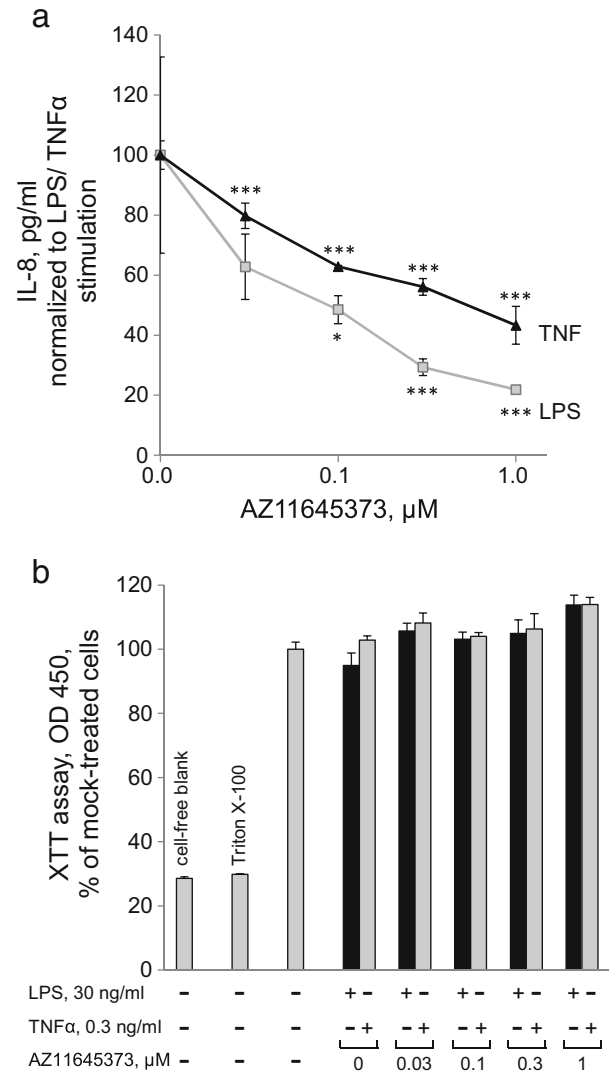 a
140
120
100
80
60
40
20
0
IL-8, pg/ml
normalized to LPS/ TNFα
stimulation
***
***
***
***
TNF
*
***
*** LPS
0.0 0.1 1.0
AZ11645373, µM
b
120
100
80
60
40
20
0
XTT assay, OD 450,
% of mock-treated cells
cell-free blank
Triton X-100
LPS, 30 ng/ml – – – + – + – + – + – + –
TNFα, 0.3 ng/ml – – – – + – + – + – + – +
AZ11645373, µM – – – 0 0.03 0.1 0.3 1